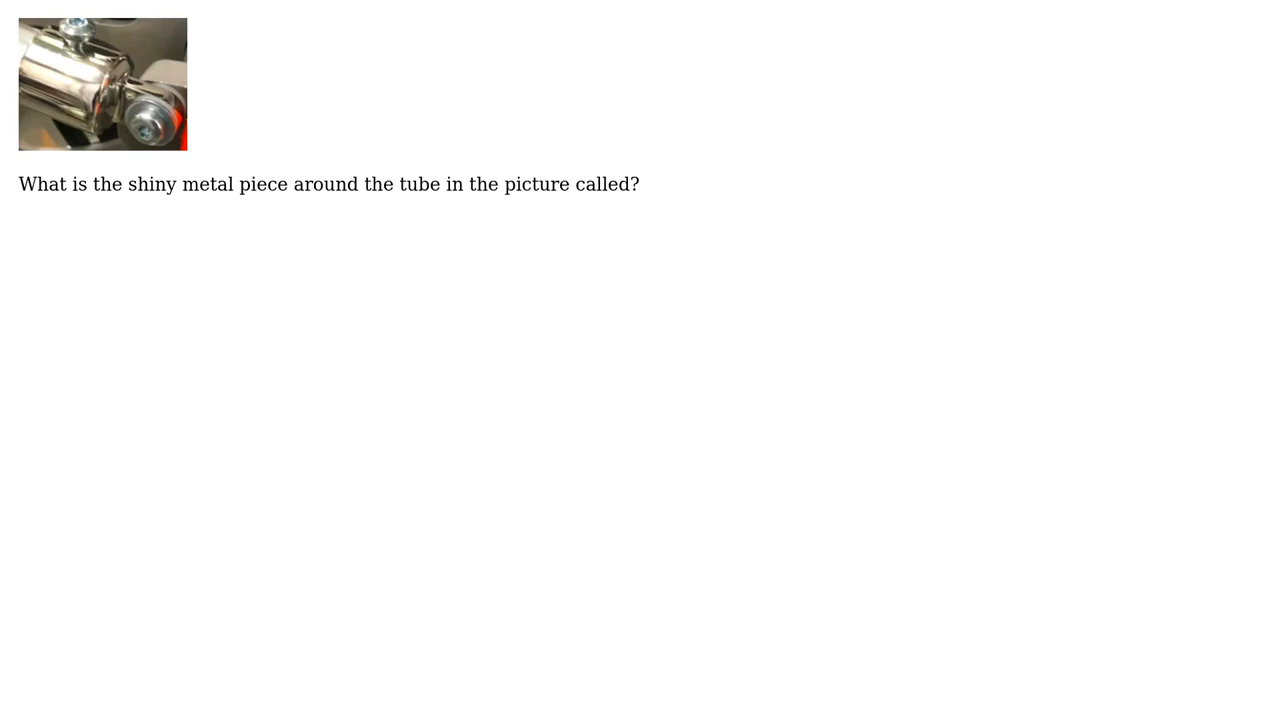 What is the shiny metal piece around the tube in the picture called?